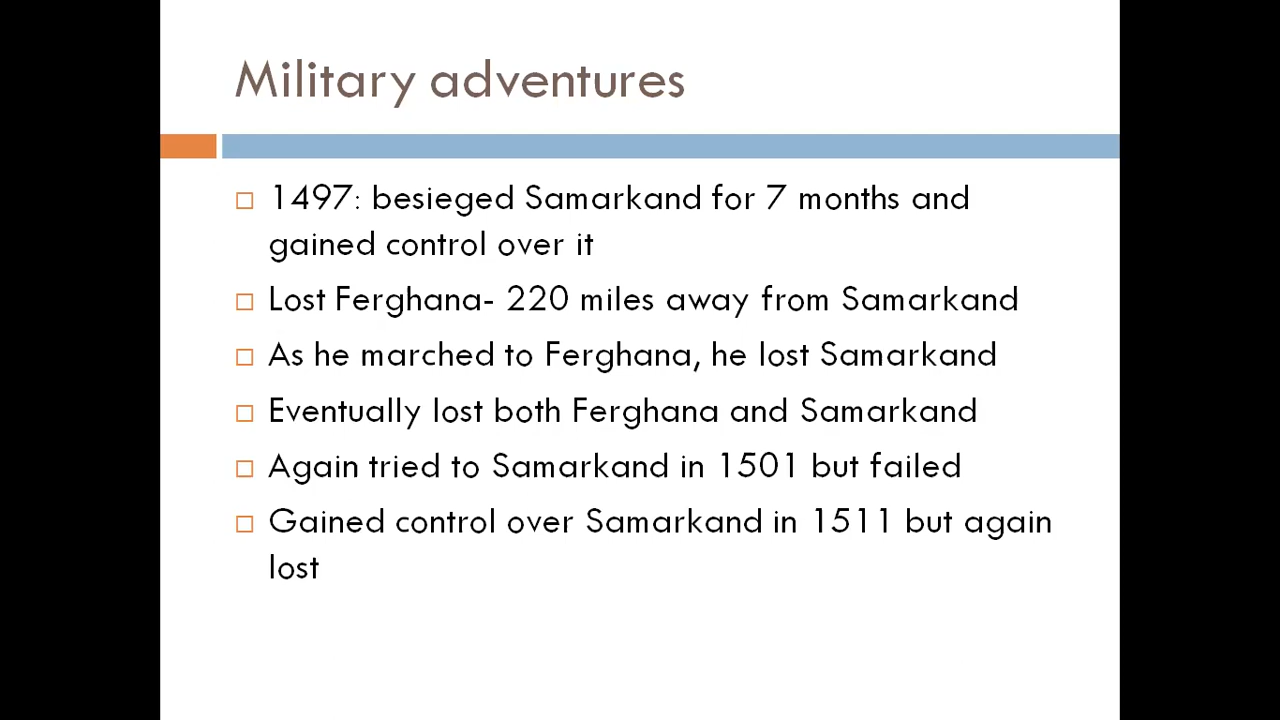 Military adventures
1497: besieged Samarkand for 7 months and
gained control over it
Lost Ferghana- 220 miles away from Samarkand
As he marched to Ferghana, he lost Samarkand
Eventually lost both Ferghana and Samarkand
Again tried to Samarkand in 1501 but failed
Gained control over Samarkand in 1511 but again
lost